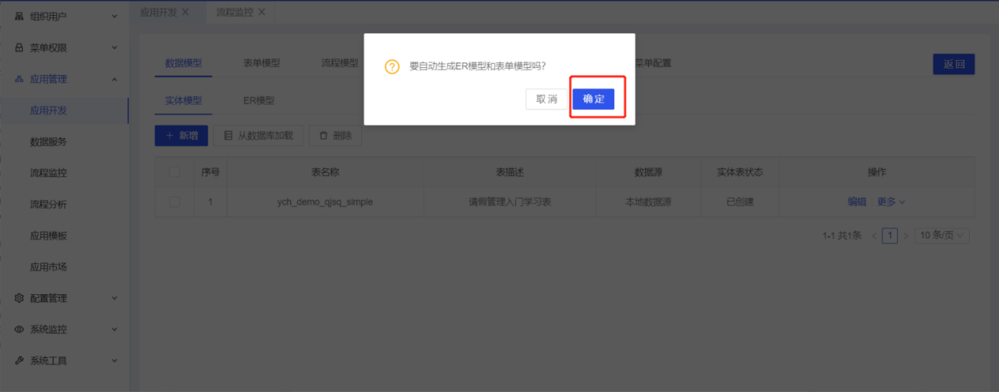 组织用户
应用开发
流程监控
菜单权限
应用管理
应用开发
数据服务
流程监控
流程分析
应用模板
应用市场
配置管理
系统监控
系统工具
数据模型
表单模型
流程模型
菜单配置
返回
要自动生成ER模型和表单模型吗?
取消
确定
实体模型
ER模型
新增
从数据库加载
删除
序号 表名称 表描述 数据源 实体表状态 操作
1 ych_demo_qjsq_simple 请假管理入门学习表 本地数据源 已创建 编辑 更多
1-1 共1条 < 1 > 10 条/页